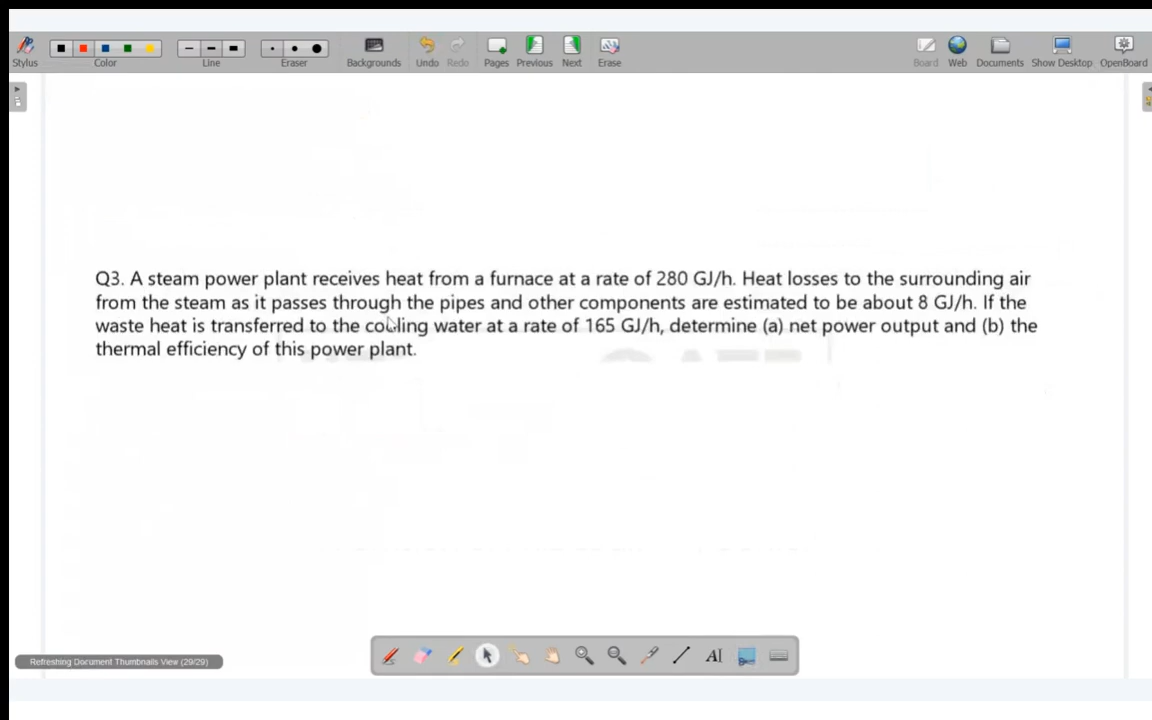 Stylus
Color
Line
Eraser
Backgrounds
Undo
Redo
Pages
Previous
Next
Erase
Board
Web
Documents
Show Desktop
OpenBoard
Q3. A steam power plant receives heat from a furnace at a rate of 280 GJ/h. Heat losses to the surrounding air
from the steam as it passes through the pipes and other components are estimated to be about 8 GJ/h. If the
waste heat is transferred to the cooling water at a rate of 165 GJ/h, determine (a) net power output and (b) the
thermal efficiency of this power plant.
Refreshing Document Thumbnails View (29/29)
AI